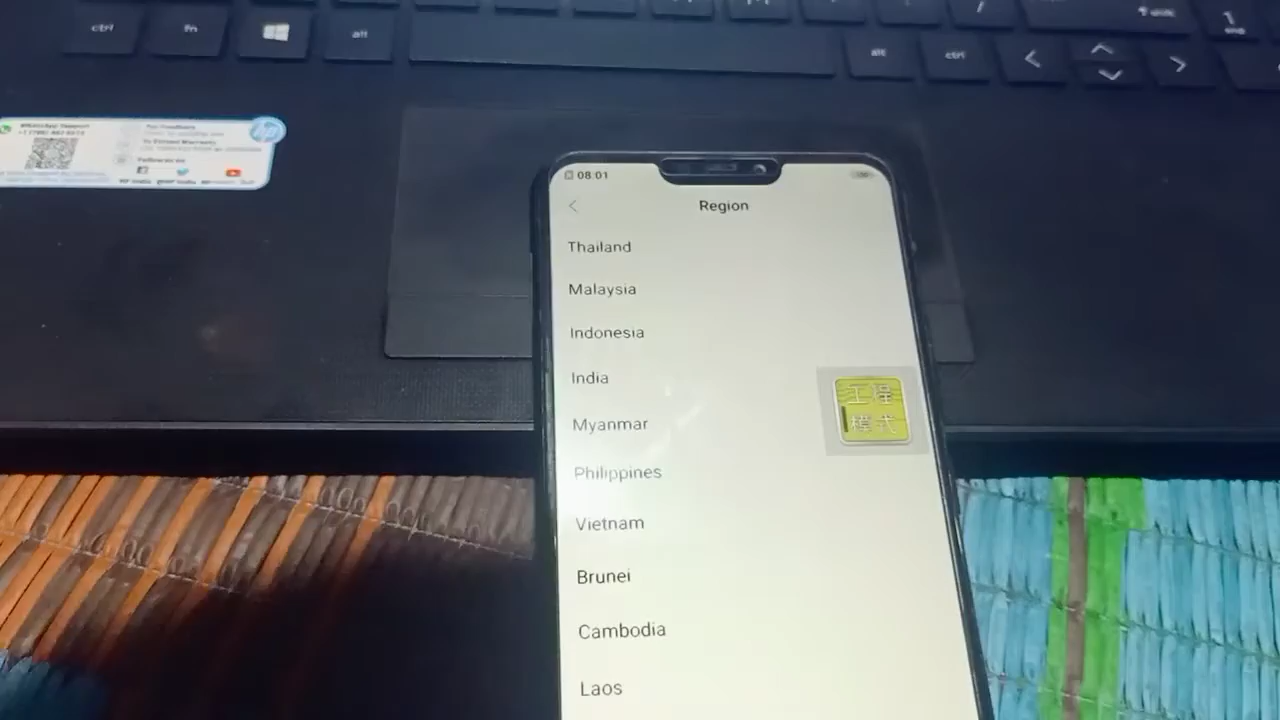 ctrl
fn
alt
alt
ctrl
hp
08:01
Region
Thailand
Malaysia
Indonesia
India
Myanmar
Philippines
Vietnam
Brunei
Cambodia
Laos
工程
模式